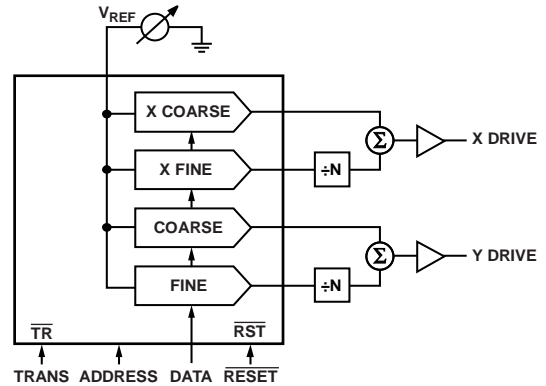 VREF
X COARSE
Σ
X DRIVE
X FINE
÷N
COARSE
Σ
Y DRIVE
FINE
÷N
TR
RST
TRANS ADDRESS DATA RESET